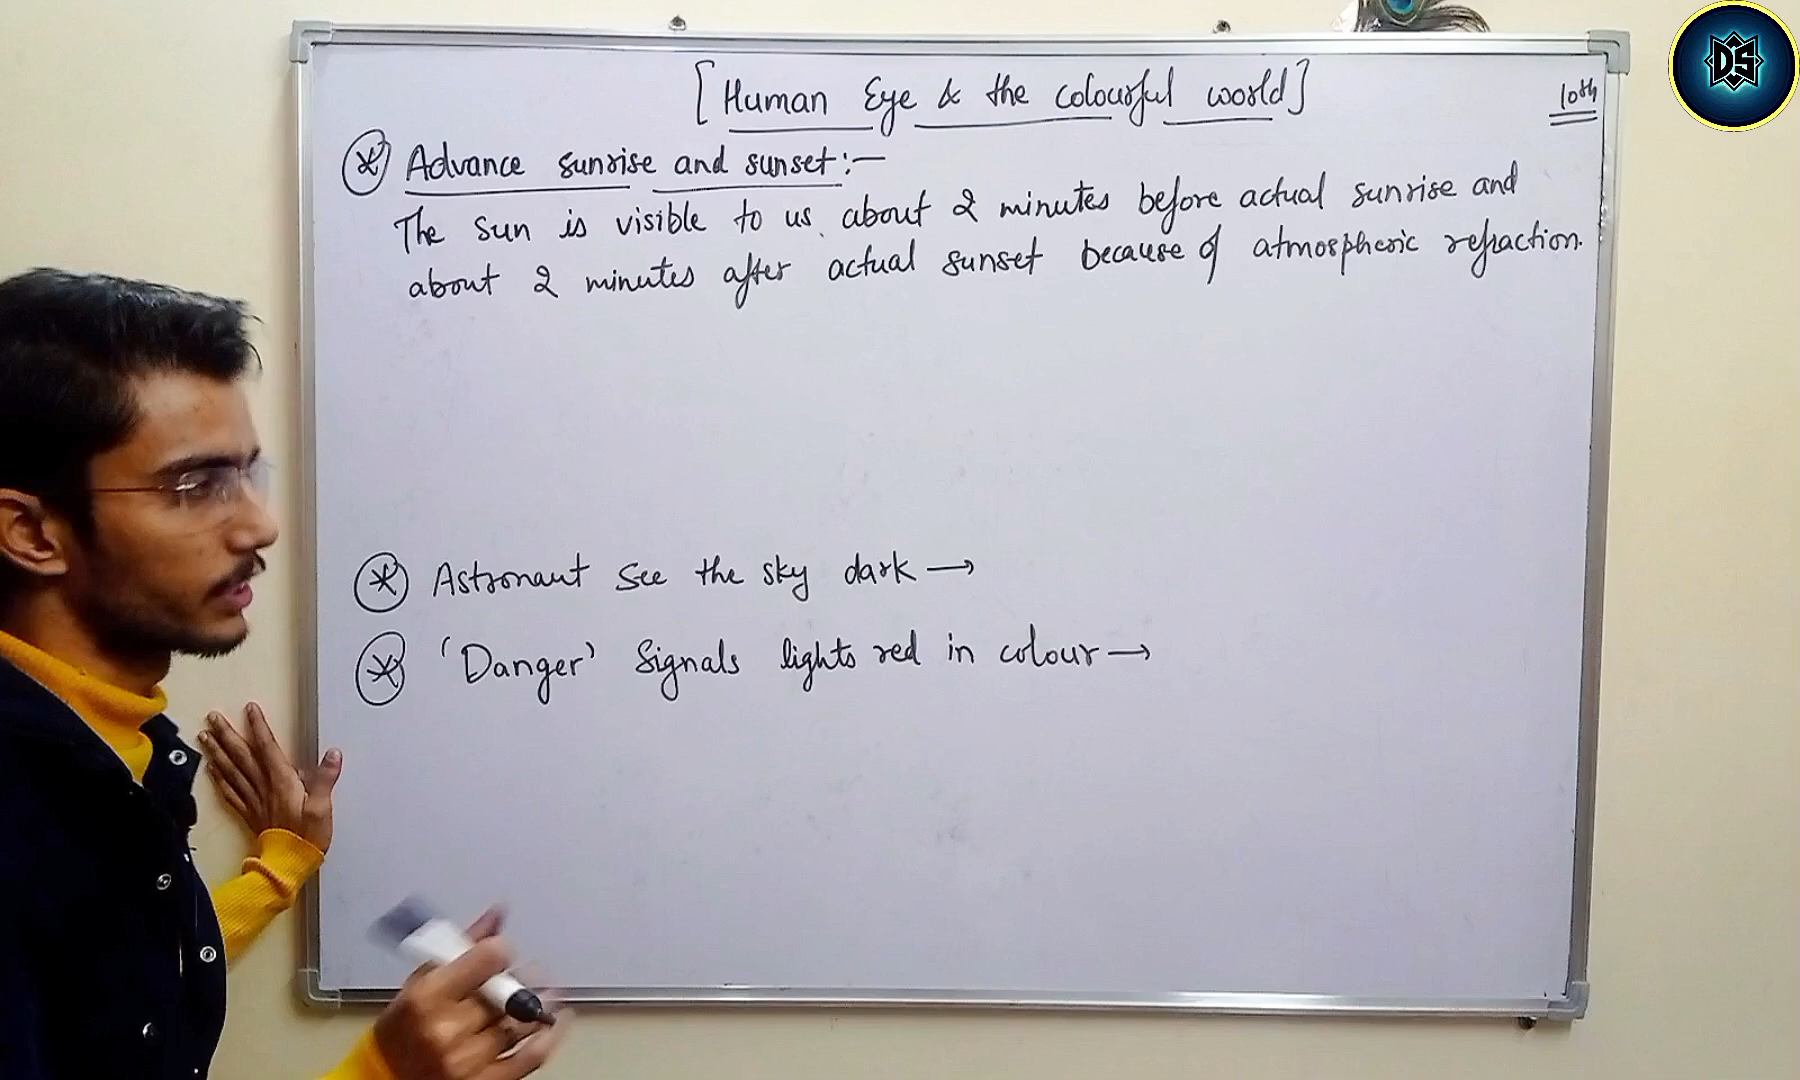 [Human Eye & the colourful world]
10th
Advance sunrise and sunset:—
The sun is visible to us about 2 minutes before actual sunrise and
about 2 minutes after actual sunset because of atmospheric refraction.
Astronaut see the sky dark →
'Danger' Signals lights red in colour →
DS